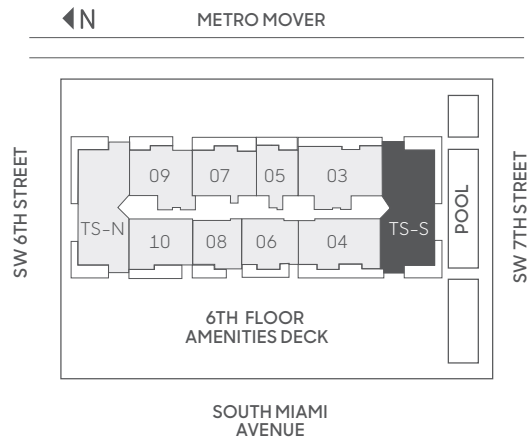 N
METRO MOVER
SW 6TH STREET
09
07
05
03
TS-N
TS-S
10
08
06
04
POOL
SW 7TH STREET
6TH FLOOR
AMENITIES DECK
SOUTH MIAMI
AVENUE